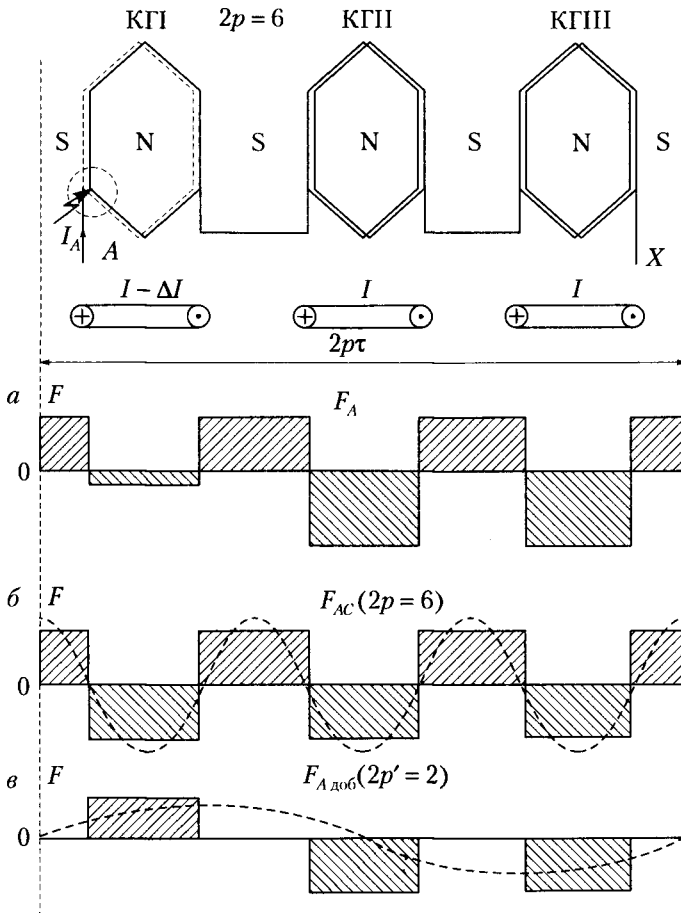 КГI 2p = 6 КГII КГIII
S N S N S N S
I_A A X
I − ΔI I I
2pτ
а F F_A
0
б F F_AC (2p = 6)
0
в F F_A доб (2p′ = 2)
0